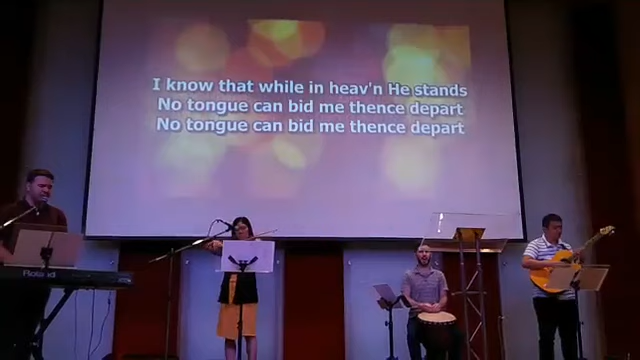 I know that while in heav'n He stands
No tongue can bid me thence depart
No tongue can bid me thence depart
Roland